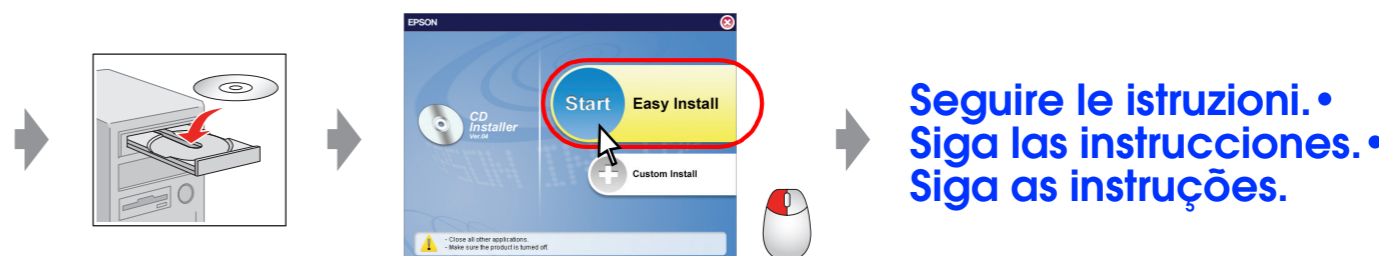 EPSON
CD
Installer
Ver.04
Start
Easy Install
Custom Install
- Close all other applications.
- Make sure the product is turned off.
Seguire le istruzioni.•
Siga las instrucciones.•
Siga as instruções.